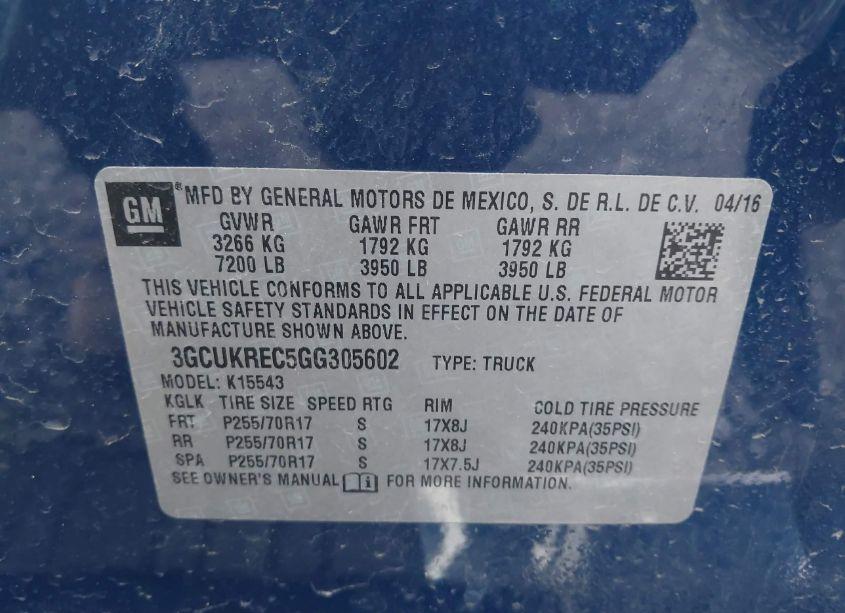 GM ® MFD BY GENERAL MOTORS DE MEXICO, S. DE R.L. DE C.V. 04/16
GVWR GAWR FRT GAWR RR
3266 KG 1792 KG 1792 KG
7200 LB 3950 LB 3950 LB
THIS VEHICLE CONFORMS TO ALL APPLICABLE U.S. FEDERAL MOTOR
VEHICLE SAFETY STANDARDS IN EFFECT ON THE DATE OF
MANUFACTURE SHOWN ABOVE.
3GCUKREC5GG305602 TYPE: TRUCK
MODEL: K15543
KGLK TIRE SIZE SPEED RTG RIM COLD TIRE PRESSURE
FRT P255/70R17 S 17X8J 240KPA(35PSI)
RR P255/70R17 S 17X8J 240KPA(35PSI)
SPA P255/70R17 S 17X7.5J 240KPA(35PSI)
SEE OWNER'S MANUAL FOR MORE INFORMATION.